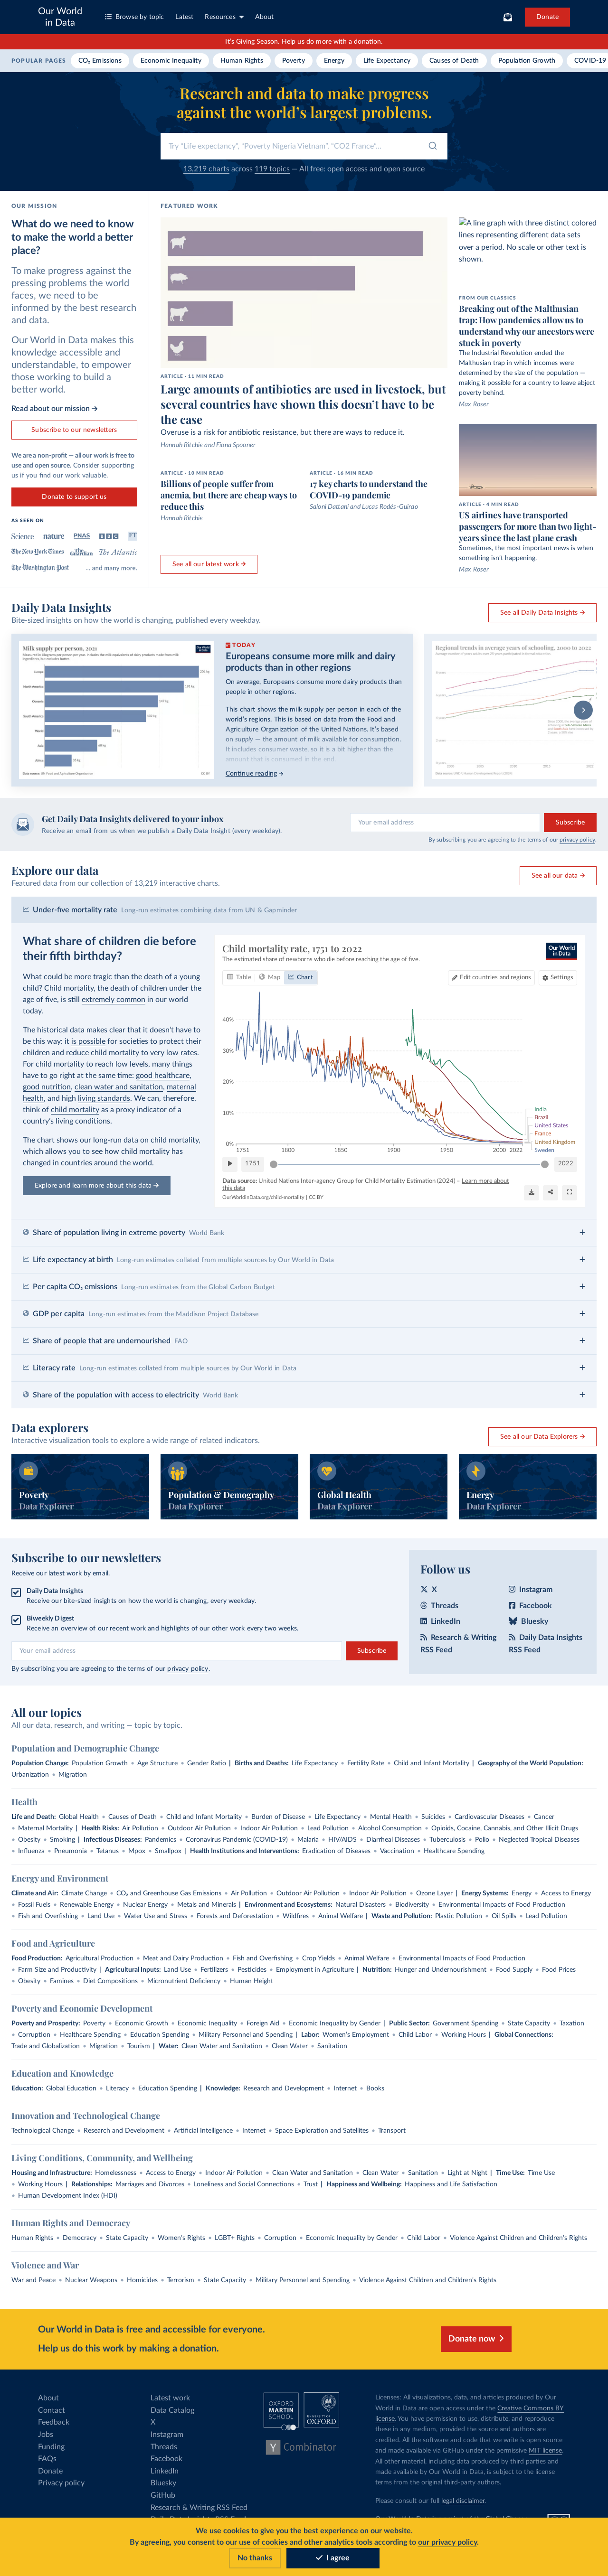 Our World
in Data
Browse by topic
Latest
Resources
About
Donate
It's Giving Season. Help us do more with a donation.
POPULAR PAGES
CO₂ Emissions
Economic Inequality
Human Rights
Poverty
Energy
Life Expectancy
Causes of Death
Population Growth
COVID-19
Research and data to make progress
against the world's largest problems.
Try "Life expectancy", "Poverty Nigeria Vietnam", "CO2 France"...
13,219 charts across 119 topics — All free: open access and open source
OUR MISSION
What do we need to know
to make the world a better
place?
To make progress against the
pressing problems the world
faces, we need to be
informed by the best research
and data.
Our World in Data makes this
knowledge accessible and
understandable, to empower
those working to build a
better world.
Read about our mission →
Subscribe to our newsletters
We are a non-profit — all our work is free to
use and open source. Consider supporting
us if you find our work valuable.
Donate to support us
AS SEEN ON
Science
nature
PNAS
BBC
FT
The New York Times
The Guardian
The Atlantic
The Washington Post
... and many more.
FEATURED WORK
ARTICLE - 11 MIN READ
Large amounts of antibiotics are used in livestock, but
several countries have shown this doesn't have to be
the case
Overuse is a risk for antibiotic resistance, but there are ways to reduce it.
Hannah Ritchie and Fiona Spooner
ARTICLE - 10 MIN READ
Billions of people suffer from
anemia, but there are cheap ways to
reduce this
Hannah Ritchie
ARTICLE - 16 MIN READ
17 key charts to understand the
COVID-19 pandemic
Saloni Dattani and Lucas Rodés-Guirao
See all our latest work →
A line graph with three distinct colored
lines representing different data sets
over a period. No scale or other text is
shown.
FROM OUR CLASSICS
Breaking out of the Malthusian
trap: How pandemics allow us to
understand why our ancestors were
stuck in poverty
The Industrial Revolution ended the
Malthusian trap in which incomes were
determined by the size of the population —
making it possible for a country to leave abject
poverty behind.
Max Roser
ARTICLE - 4 MIN READ
US airlines have transported
passengers for more than two light-
years since the last plane crash
Sometimes, the most important news is when
something isn't happening.
Max Roser
Daily Data Insights
Bite-sized insights on how the world is changing, published every weekday.
See all Daily Data Insights →
Milk supply per person, 2021
TODAY
Europeans consume more milk and dairy
products than in other regions
On average, Europeans consume more dairy products than
people in other regions.
This chart shows the milk supply per person in each of the
world's regions. This is based on data from the Food and
Agriculture Organization of the United Nations. It's based
on supply — the amount of milk available for consumption.
It includes consumer waste, so it is a bit higher than the
amount that is consumed in the end.
Continue reading →
Regional trends in average years of schooling, 2000 to 2022
Get Daily Data Insights delivered to your inbox
Receive an email from us when we publish a Daily Data Insight (every weekday).
Your email address
Subscribe
By subscribing you are agreeing to the terms of our privacy policy.
Explore our data
Featured data from our collection of 13,219 interactive charts.
See all our data →
Under-five mortality rate Long-run estimates combining data from UN & Gapminder
What share of children die before
their fifth birthday?
What could be more tragic than the death of a young
child? Child mortality, the death of children under the
age of five, is still extremely common in our world
today.
The historical data makes clear that it doesn't have to
be this way: it is possible for societies to protect their
children and reduce child mortality to very low rates.
For child mortality to reach low levels, many things
have to go right at the same time: good healthcare,
good nutrition, clean water and sanitation, maternal
health, and high living standards. We can, therefore,
think of child mortality as a proxy indicator of a
country's living conditions.
The chart shows our long-run data on child mortality,
which allows you to see how child mortality has
changed in countries around the world.
Explore and learn more about this data →
Child mortality rate, 1751 to 2022
The estimated share of newborns who die before reaching the age of five.
Our World
in Data
Table
Map
Chart
Edit countries and regions
Settings
40%
30%
20%
10%
0%
1751
1800
1850
1900
1950
2000
2022
India
Brazil
United States
France
United Kingdom
Sweden
1751
2022
Data source: United Nations Inter-agency Group for Child Mortality Estimation (2024) – Learn more about
this data
OurWorldinData.org/child-mortality | CC BY
Share of population living in extreme poverty World Bank
Life expectancy at birth Long-run estimates collated from multiple sources by Our World in Data
Per capita CO₂ emissions Long-run estimates from the Global Carbon Budget
GDP per capita Long-run estimates from the Maddison Project Database
Share of people that are undernourished FAO
Literacy rate Long-run estimates collated from multiple sources by Our World in Data
Share of the population with access to electricity World Bank
Data explorers
Interactive visualization tools to explore a wide range of related indicators.
See all our Data Explorers →
Poverty
Data Explorer
Population & Demography
Data Explorer
Global Health
Data Explorer
Energy
Data Explorer
Subscribe to our newsletters
Receive our latest work by email.
Daily Data Insights
Receive our bite-sized insights on how the world is changing, every weekday.
Biweekly Digest
Receive an overview of our recent work and highlights of our other work every two weeks.
Your email address
Subscribe
By subscribing you are agreeing to the terms of our privacy policy.
Follow us
X
Instagram
Threads
Facebook
LinkedIn
Bluesky
Research & Writing
RSS Feed
Daily Data Insights
RSS Feed
All our topics
All our data, research, and writing — topic by topic.
Population and Demographic Change
Population Change: Population Growth • Age Structure • Gender Ratio | Births and Deaths: Life Expectancy • Fertility Rate • Child and Infant Mortality | Geography of the World Population:
Urbanization • Migration
Health
Life and Death: Global Health • Causes of Death • Child and Infant Mortality • Burden of Disease • Life Expectancy • Mental Health • Suicides • Cardiovascular Diseases • Cancer
• Maternal Mortality | Health Risks: Air Pollution • Outdoor Air Pollution • Indoor Air Pollution • Lead Pollution • Alcohol Consumption • Opioids, Cocaine, Cannabis, and Other Illicit Drugs
• Obesity • Smoking | Infectious Diseases: Pandemics • Coronavirus Pandemic (COVID-19) • Malaria • HIV/AIDS • Diarrheal Diseases • Tuberculosis • Polio • Neglected Tropical Diseases
• Influenza • Pneumonia • Tetanus • Mpox • Smallpox | Health Institutions and Interventions: Eradication of Diseases • Vaccination • Healthcare Spending
Energy and Environment
Climate and Air: Climate Change • CO₂ and Greenhouse Gas Emissions • Air Pollution • Outdoor Air Pollution • Indoor Air Pollution • Ozone Layer | Energy Systems: Energy • Access to Energy
• Fossil Fuels • Renewable Energy • Nuclear Energy • Metals and Minerals | Environment and Ecosystems: Natural Disasters • Biodiversity • Environmental Impacts of Food Production
• Fish and Overfishing • Land Use • Water Use and Stress • Forests and Deforestation • Wildfires • Animal Welfare | Waste and Pollution: Plastic Pollution • Oil Spills • Lead Pollution
Food and Agriculture
Food Production: Agricultural Production • Meat and Dairy Production • Fish and Overfishing • Crop Yields • Animal Welfare • Environmental Impacts of Food Production
• Farm Size and Productivity | Agricultural Inputs: Land Use • Fertilizers • Pesticides • Employment in Agriculture | Nutrition: Hunger and Undernourishment • Food Supply • Food Prices
• Obesity • Famines • Diet Compositions • Micronutrient Deficiency • Human Height
Poverty and Economic Development
Poverty and Prosperity: Poverty • Economic Growth • Economic Inequality • Foreign Aid • Economic Inequality by Gender | Public Sector: Government Spending • State Capacity • Taxation
• Corruption • Healthcare Spending • Education Spending • Military Personnel and Spending | Labor: Women's Employment • Child Labor • Working Hours | Global Connections:
Trade and Globalization • Migration • Tourism | Water: Clean Water and Sanitation • Clean Water • Sanitation
Education and Knowledge
Education: Global Education • Literacy • Education Spending | Knowledge: Research and Development • Internet • Books
Innovation and Technological Change
Technological Change • Research and Development • Artificial Intelligence • Internet • Space Exploration and Satellites • Transport
Living Conditions, Community, and Wellbeing
Housing and Infrastructure: Homelessness • Access to Energy • Indoor Air Pollution • Clean Water and Sanitation • Clean Water • Sanitation • Light at Night | Time Use: Time Use
• Working Hours | Relationships: Marriages and Divorces • Loneliness and Social Connections • Trust | Happiness and Wellbeing: Happiness and Life Satisfaction
• Human Development Index (HDI)
Human Rights and Democracy
Human Rights • Democracy • State Capacity • Women's Rights • LGBT+ Rights • Corruption • Economic Inequality by Gender • Child Labor • Violence Against Children and Children's Rights
Violence and War
War and Peace • Nuclear Weapons • Homicides • Terrorism • State Capacity • Military Personnel and Spending • Violence Against Children and Children's Rights
Our World in Data is free and accessible for everyone.
Help us do this work by making a donation.
Donate now
About
Contact
Feedback
Jobs
Funding
FAQs
Donate
Privacy policy
Latest work
Data Catalog
X
Instagram
Threads
Facebook
LinkedIn
Bluesky
GitHub
Research & Writing RSS Feed
OXFORD
MARTIN
SCHOOL
UNIVERSITY OF
OXFORD
Y Combinator
Licenses: All visualizations, data, and articles produced by Our
World in Data are open access under the Creative Commons BY
license. You have permission to use, distribute, and reproduce
these in any medium, provided the source and authors are
credited. All the software and code that we write is open source
and made available via GitHub under the permissive MIT license.
All other material, including data produced by third parties and
made available by Our World in Data, is subject to the license
terms from the original third-party authors.
Please consult our full legal disclaimer.
We use cookies to give you the best experience on our website.
By agreeing, you consent to our use of cookies and other analytics tools according to our privacy policy.
No thanks
I agree